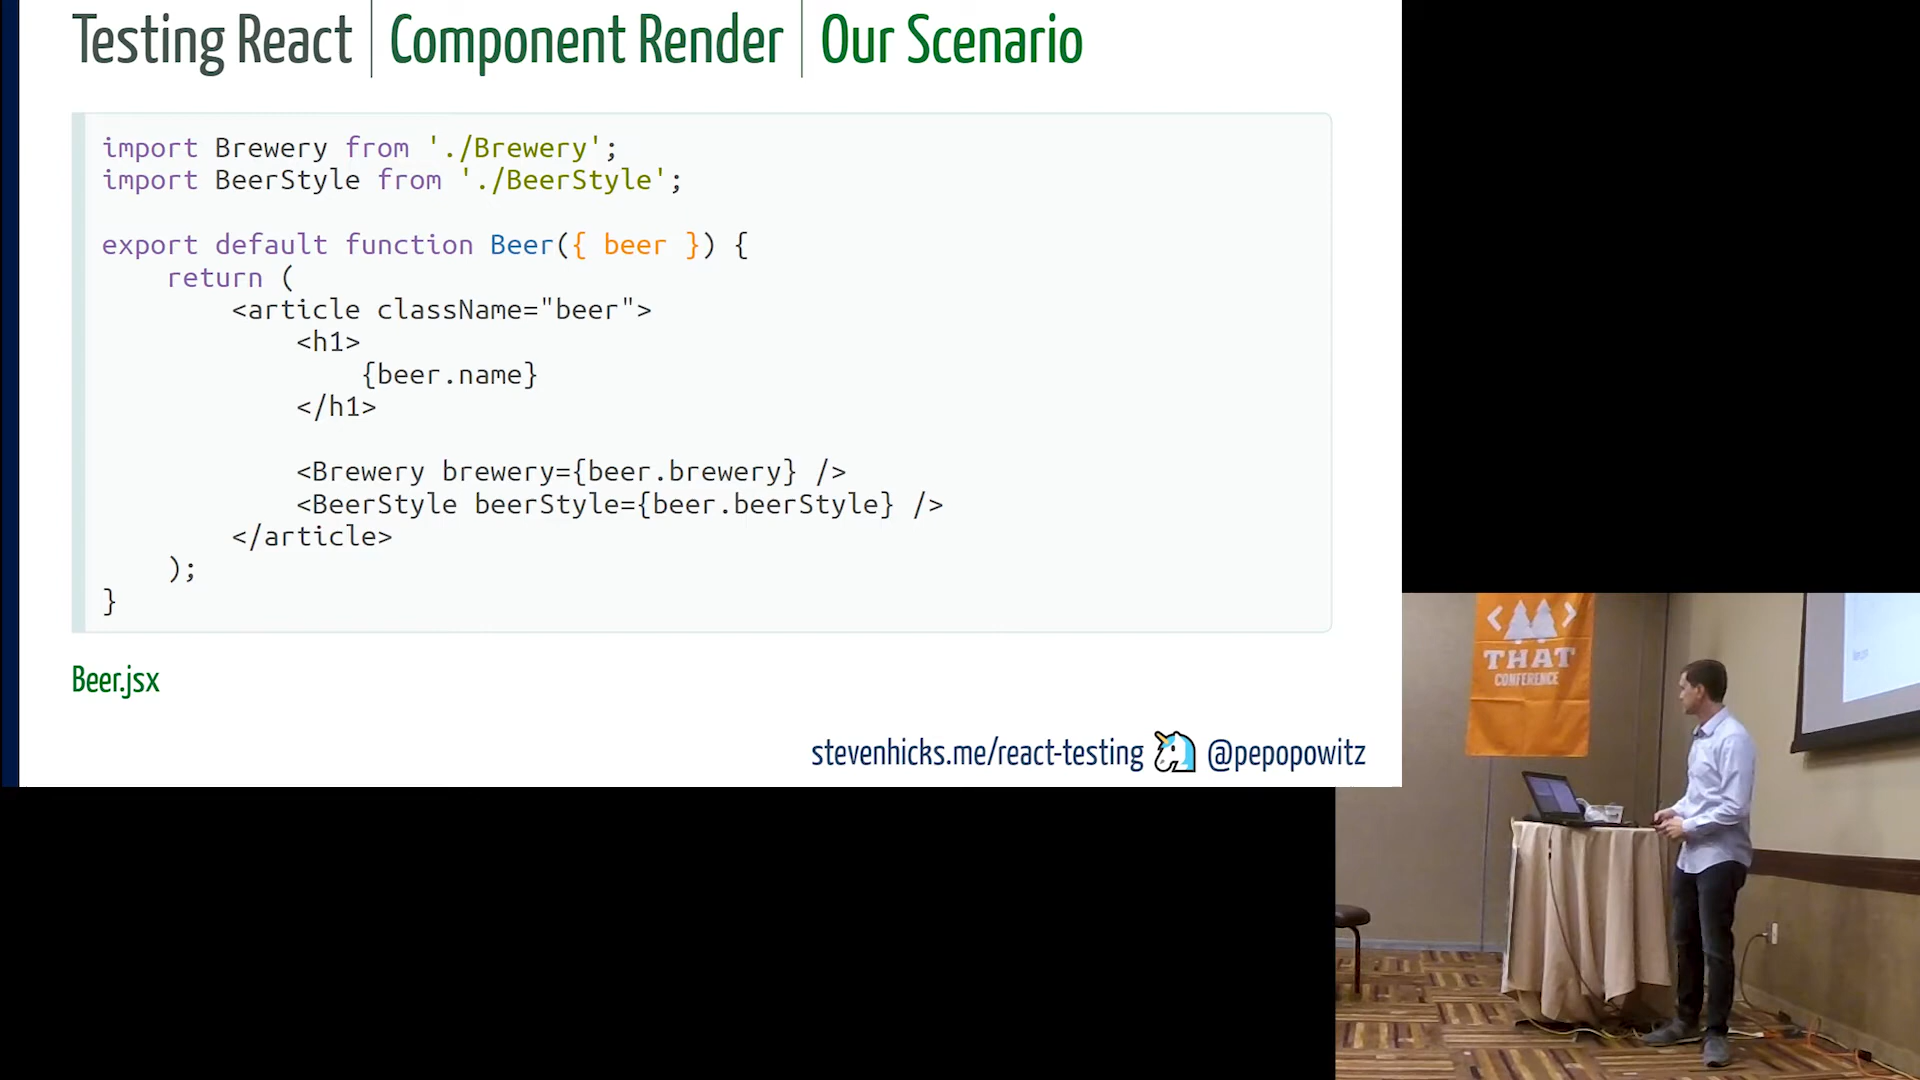 Testing React | Component Render | Our Scenario
import Brewery from './Brewery';
import BeerStyle from './BeerStyle';
export default function Beer({ beer }) {
    return (
        <article className="beer">
            <h1>
                {beer.name}
            </h1>
            <Brewery brewery={beer.brewery} />
            <BeerStyle beerStyle={beer.beerStyle} />
        </article>
    );
}
Beer.jsx
stevenhicks.me/react-testing @pepopowitz
< >
THAT
CONFERENCE